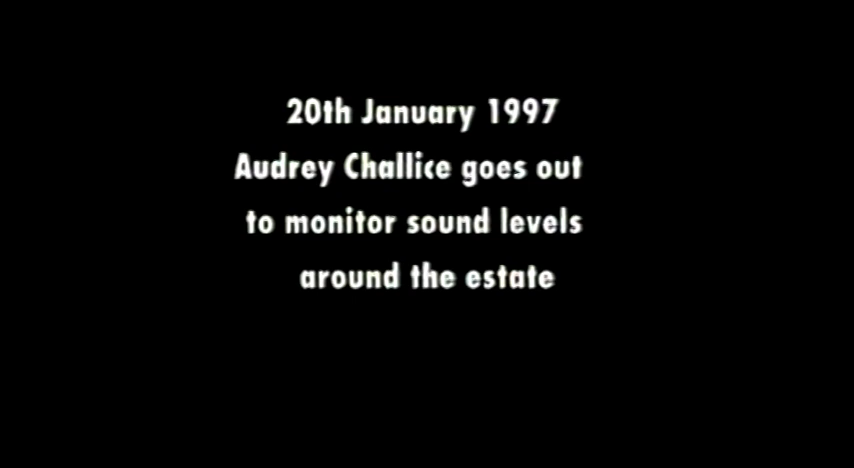 20th January 1997
Audrey Challice goes out
to monitor sound levels
around the estate